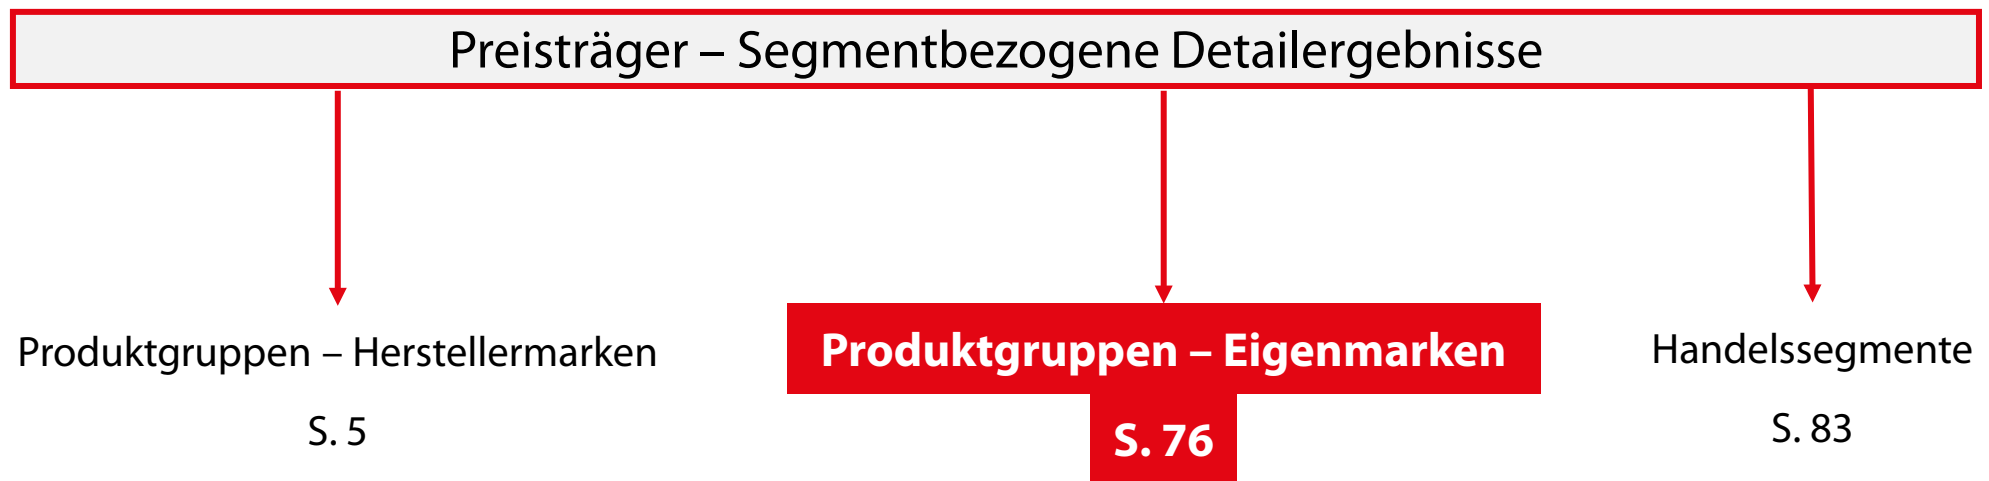 Preisträger – Segmentbezogene Detailergebnisse
Produktgruppen – Herstellermarken
S. 5
Produktgruppen – Eigenmarken
S. 76
Handelssegmente
S. 83